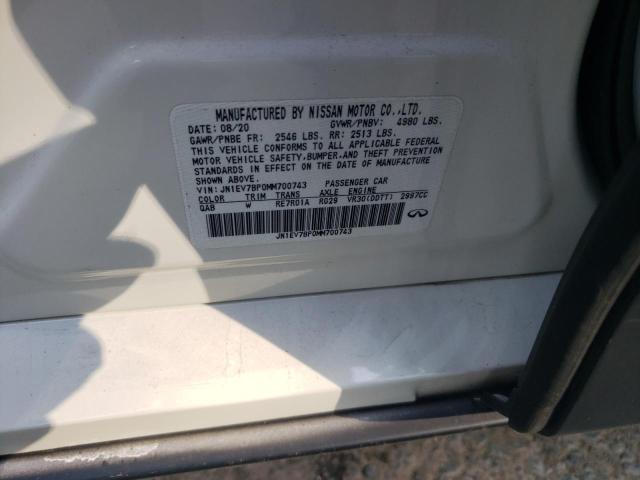 MANUFACTURED BY NISSAN MOTOR CO.,LTD.
DATE: 08/20 GVWR/PNBV: 4980 LBS.
GAWR/PNBE FR: 2546 LBS. RR: 2513 LBS.
THIS VEHICLE CONFORMS TO ALL APPLICABLE FEDERAL
MOTOR VEHICLE SAFETY, BUMPER, AND THEFT PREVENTION
STANDARDS IN EFFECT ON THE DATE OF MANUFACTURE
SHOWN ABOVE.
VIN: JN1EV7BP0MM700743 PASSENGER CAR
COLOR TRIM TRANS AXLE ENGINE
QAB W RE7R01A R029 VR30(DDTT) 2997CC
JN1EV7BP0MM700743